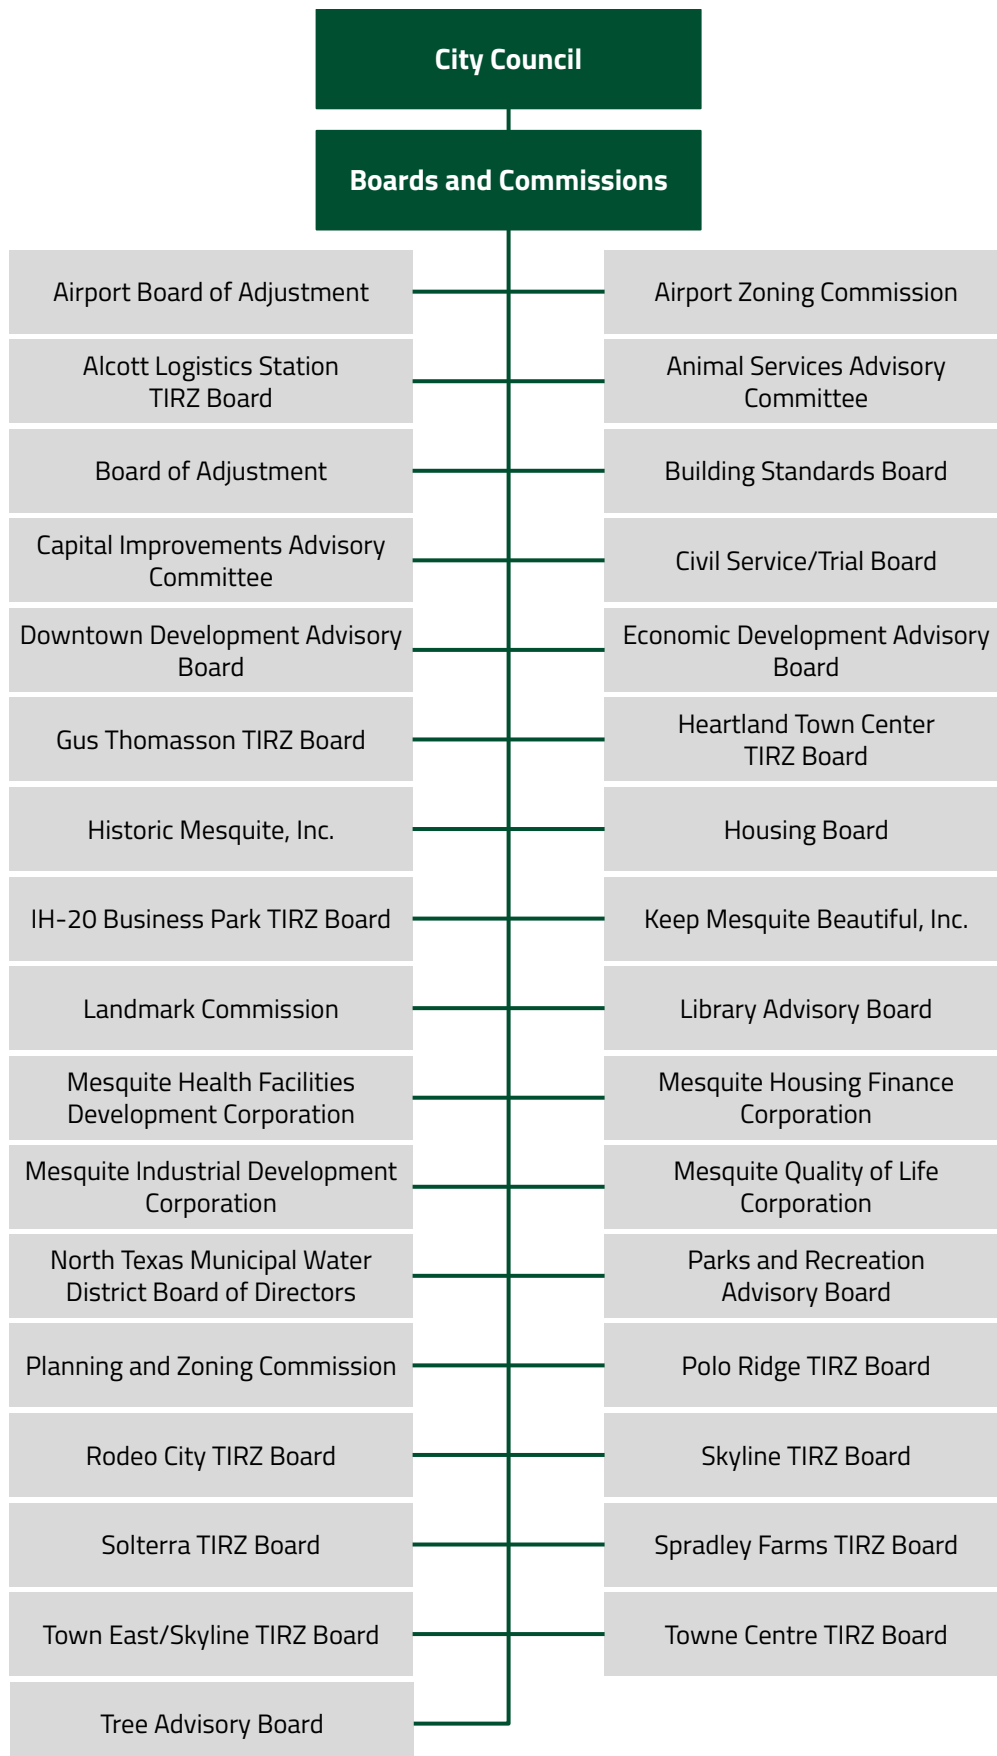 City Council
Boards and Commissions
Airport Board of Adjustment
Airport Zoning Commission
Alcott Logistics Station
TIRZ Board
Animal Services Advisory
Committee
Board of Adjustment
Building Standards Board
Capital Improvements Advisory
Committee
Civil Service/Trial Board
Downtown Development Advisory
Board
Economic Development Advisory
Board
Gus Thomasson TIRZ Board
Heartland Town Center
TIRZ Board
Historic Mesquite, Inc.
Housing Board
IH-20 Business Park TIRZ Board
Keep Mesquite Beautiful, Inc.
Landmark Commission
Library Advisory Board
Mesquite Health Facilities
Development Corporation
Mesquite Housing Finance
Corporation
Mesquite Industrial Development
Corporation
Mesquite Quality of Life
Corporation
North Texas Municipal Water
District Board of Directors
Parks and Recreation
Advisory Board
Planning and Zoning Commission
Polo Ridge TIRZ Board
Rodeo City TIRZ Board
Skyline TIRZ Board
Solterra TIRZ Board
Spradley Farms TIRZ Board
Town East/Skyline TIRZ Board
Towne Centre TIRZ Board
Tree Advisory Board